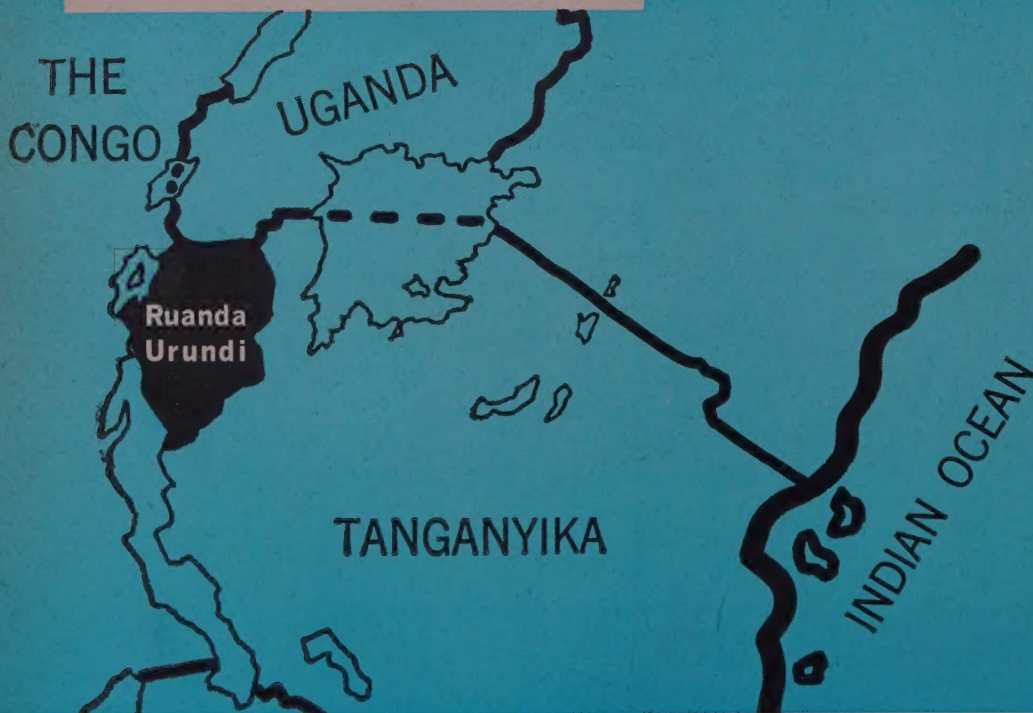 THE
CONGO
UGANDA
Ruanda
Urundi
TANGANYIKA
INDIAN OCEAN